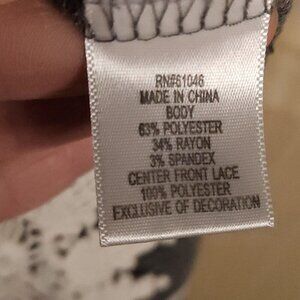 RN#61046
MADE IN CHINA
BODY
63% POLYESTER
34% RAYON
3% SPANDEX
CENTER FRONT LACE
100% POLYESTER
EXCLUSIVE OF DECORATION